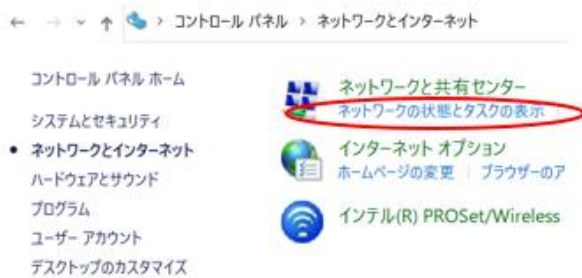 コントロール パネル › ネットワークとインターネット
コントロール パネル ホーム
システムとセキュリティ
ネットワークとインターネット
ハードウェアとサウンド
プログラム
ユーザー アカウント
デスクトップのカスタマイズ
ネットワークと共有センター
ネットワークの状態とタスクの表示
インターネット オプション
ホームページの変更 | ブラウザーのア
インテル(R) PROSet/Wireless